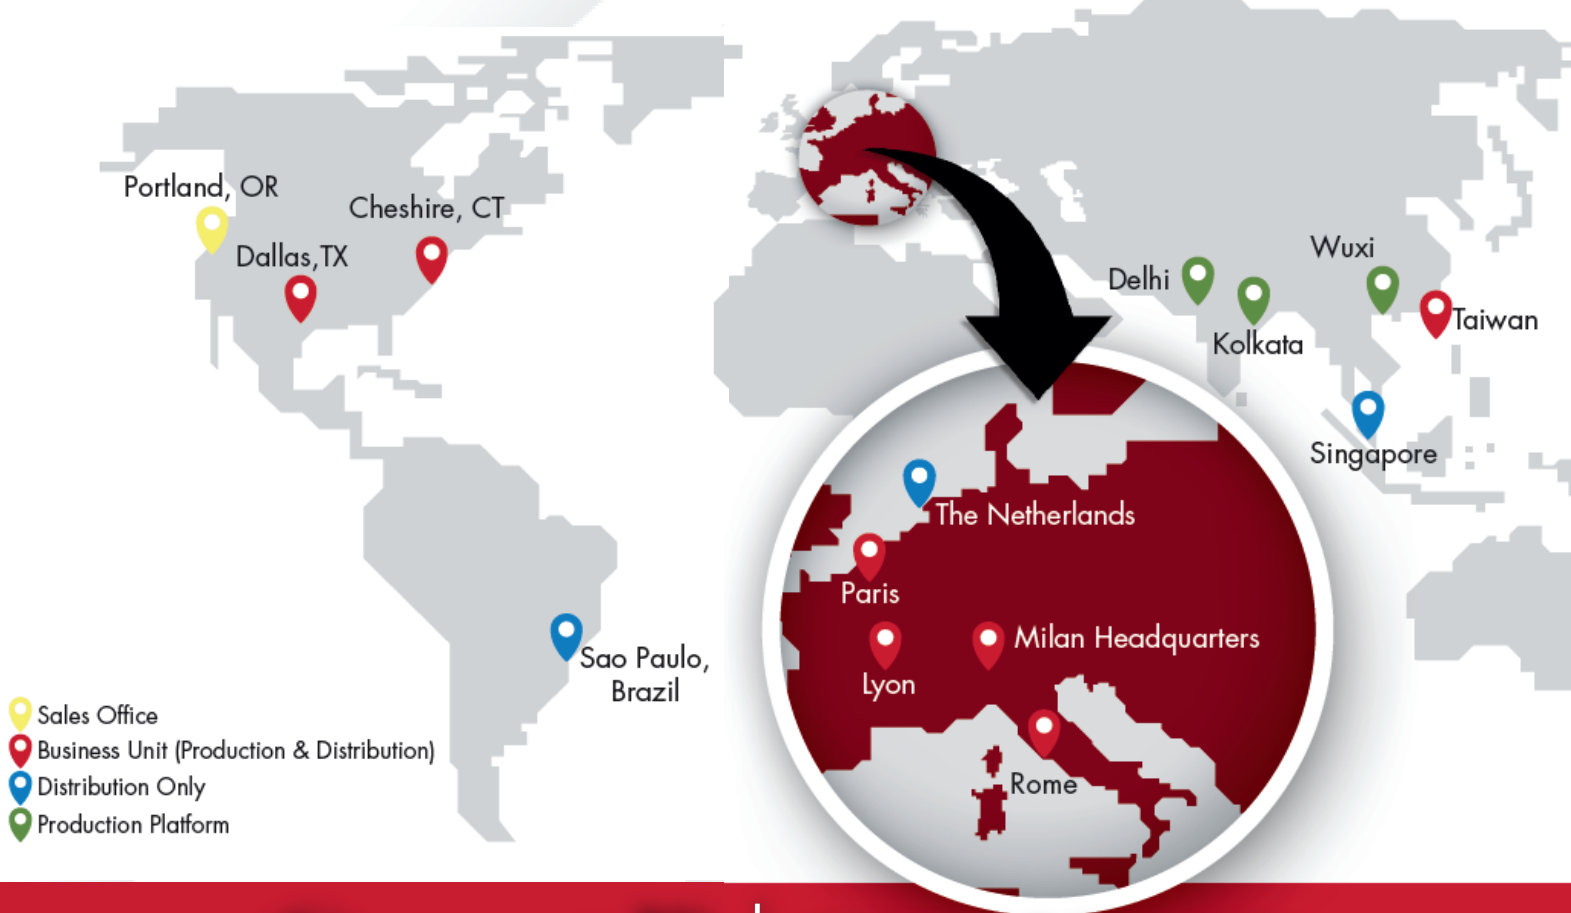 Portland, OR
Cheshire, CT
Dallas,TX
Sao Paulo,
Brazil
Sales Office
Business Unit (Production & Distribution)
Distribution Only
Production Platform
Wuxi
Delhi
Taiwan
Kolkata
Singapore
The Netherlands
Paris
Milan Headquarters
Lyon
Rome